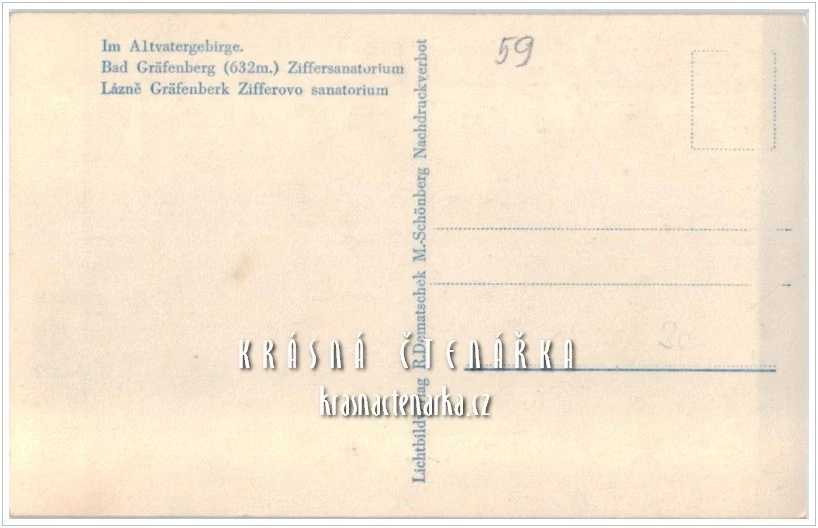 Im Altvatergebirge.
Bad Gräfenberg (632m.) Ziffersanatorium
Lázně Gräfenberk Zifferovo sanatorium
59
Lichtbildverlag R.Dematschek M.-Schönberg Nachdruckverbot
20
KRÁSNÁ ČTENÁŘKA
krasnactenarka.cz